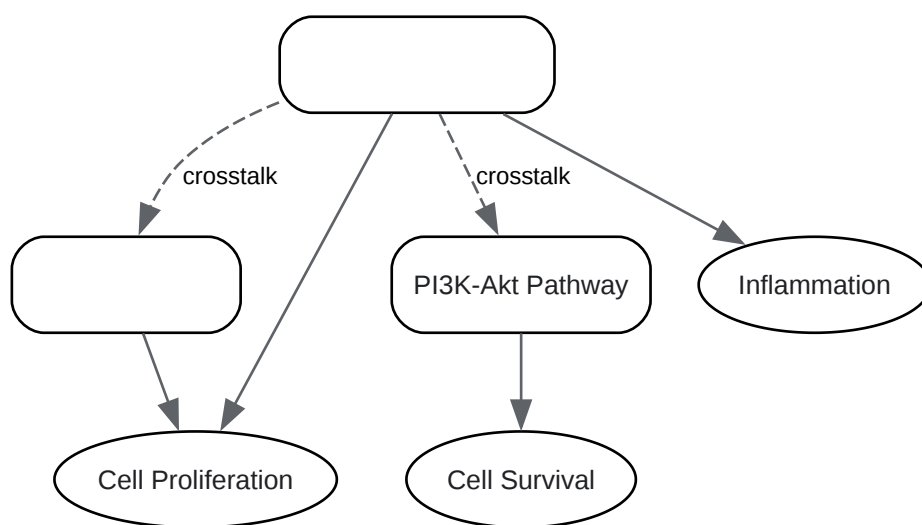 crosstalk
crosstalk
PI3K-Akt Pathway
Inflammation
Cell Proliferation
Cell Survival